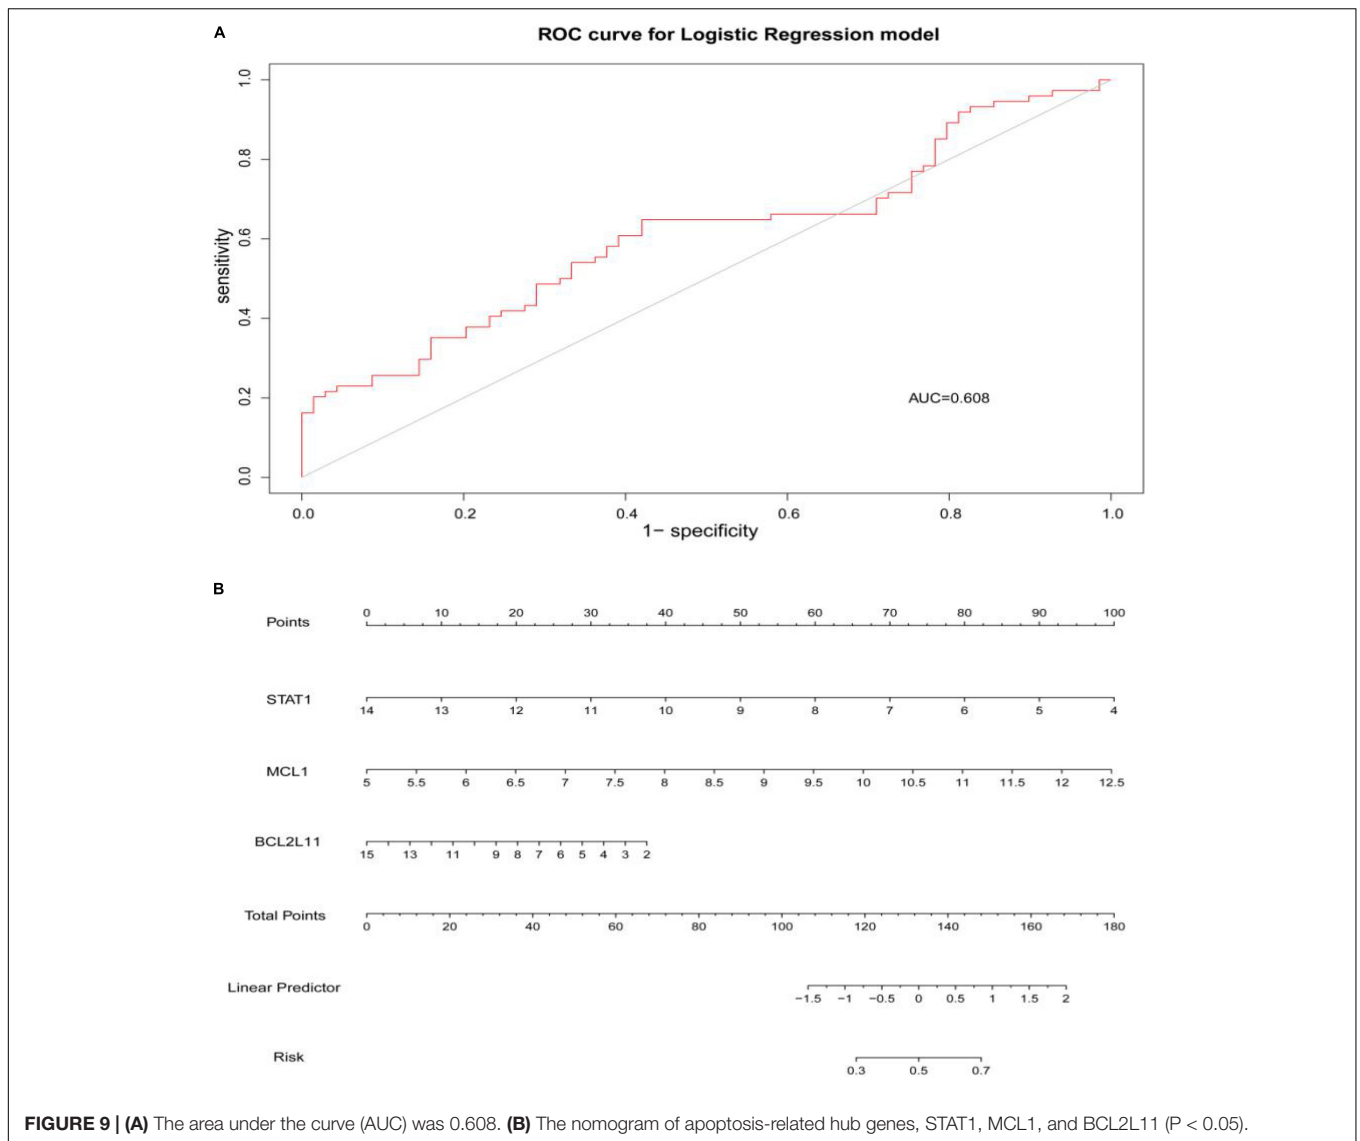 A
ROC curve for Logistic Regression model
1.0
0.8
0.6
0.4
0.2
0.0
sensitivity
AUC=0.608
0.0 0.2 0.4 0.6 0.8 1.0
1− specificity
B
0 10 20 30 40 50 60 70 80 90 100
Points
STAT1
14 13 12 11 10 9 8 7 6 5 4
MCL1
5 5.5 6 6.5 7 7.5 8 8.5 9 9.5 10 10.5 11 11.5 12 12.5
BCL2L11
15 13 11 9 8 7 6 5 4 3 2
Total Points
0 20 40 60 80 100 120 140 160 180
Linear Predictor
−1.5 −1 −0.5 0 0.5 1 1.5 2
Risk
0.3 0.5 0.7
FIGURE 9 | (A) The area under the curve (AUC) was 0.608. (B) The nomogram of apoptosis-related hub genes, STAT1, MCL1, and BCL2L11 (P < 0.05).